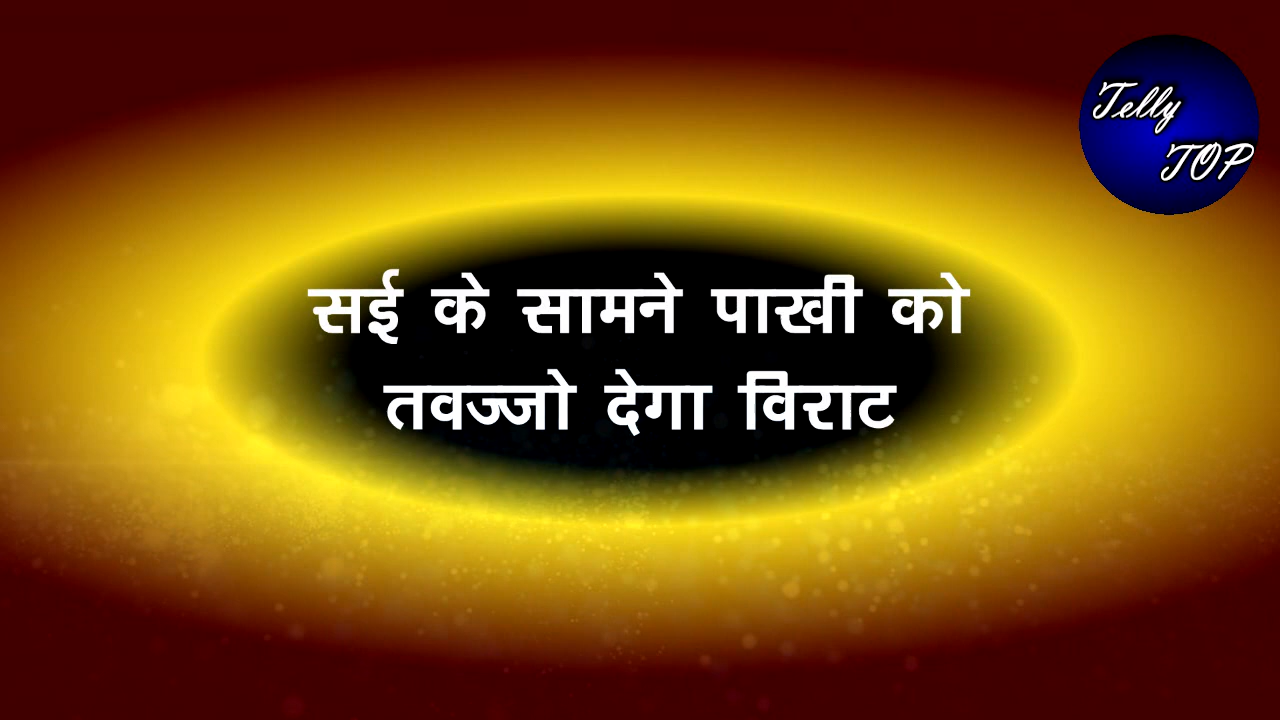 Telly
TOP
सई के सामने पाखी को
तवज्जो देगा विराट